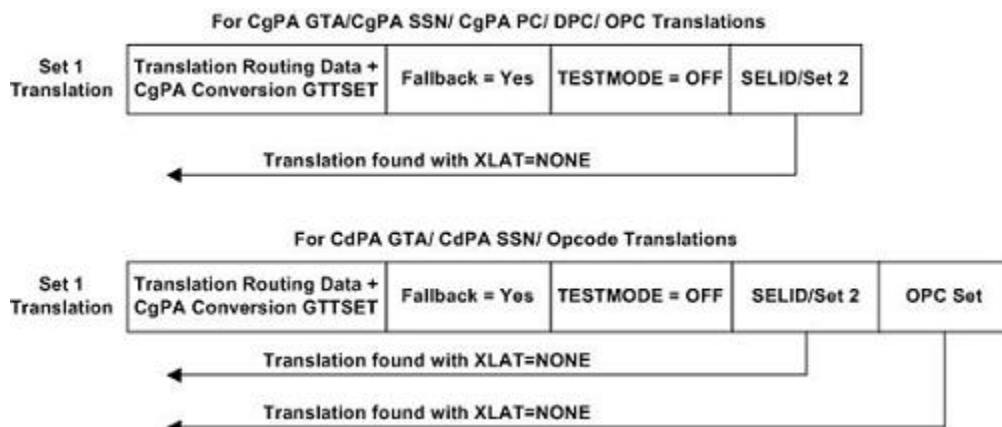 For CgPA GTA/CgPA SSN/ CgPA PC/ DPC/ OPC Translations
Set 1
Translation
Translation Routing Data +
CgPA Conversion GTTSET
Fallback = Yes
TESTMODE = OFF
SELID/Set 2
Translation found with XLAT=NONE
For CdPA GTA/ CdPA SSN/ Opcode Translations
Set 1
Translation
Translation Routing Data +
CgPA Conversion GTTSET
Fallback = Yes
TESTMODE = OFF
SELID/Set 2
OPC Set
Translation found with XLAT=NONE
Translation found with XLAT=NONE